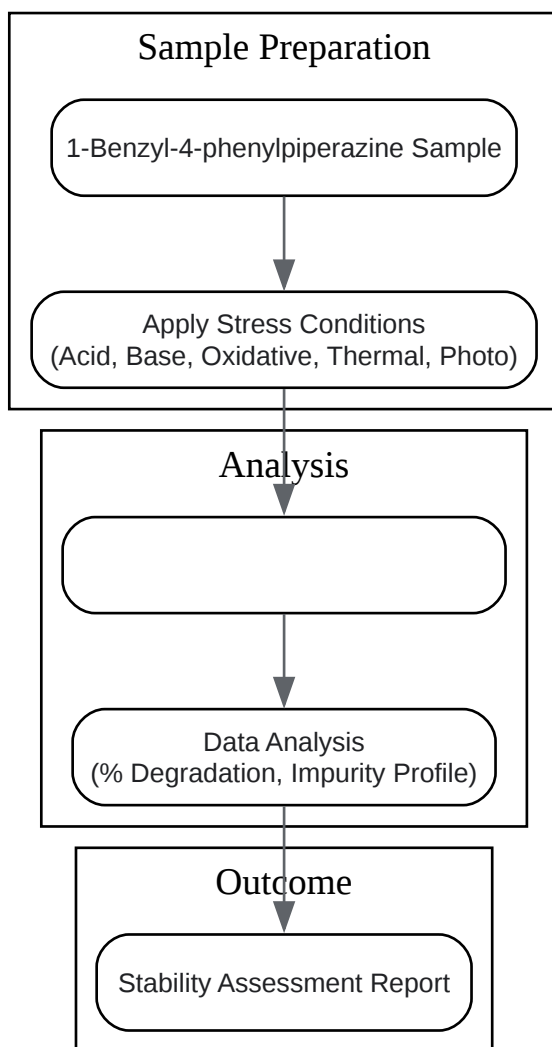 Sample Preparation
1-Benzyl-4-phenylpiperazine Sample
Apply Stress Conditions
(Acid, Base, Oxidative, Thermal, Photo)
Analysis
Data Analysis
(% Degradation, Impurity Profile)
Outcome
Stability Assessment Report